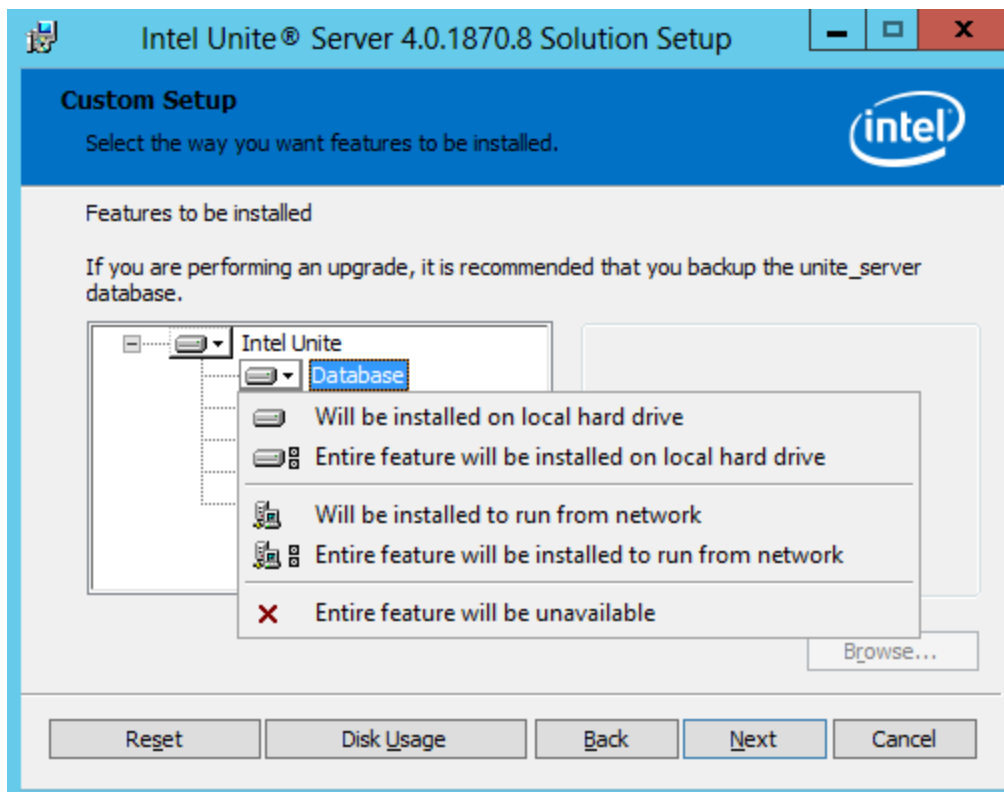 Intel Unite® Server 4.0.1870.8 Solution Setup
Custom Setup
Select the way you want features to be installed.
intel
Features to be installed
If you are performing an upgrade, it is recommended that you backup the unite_server
database.
Intel Unite
Database
Will be installed on local hard drive
Entire feature will be installed on local hard drive
Will be installed to run from network
Entire feature will be installed to run from network
Entire feature will be unavailable
Browse...
Reset
Disk Usage
Back
Next
Cancel